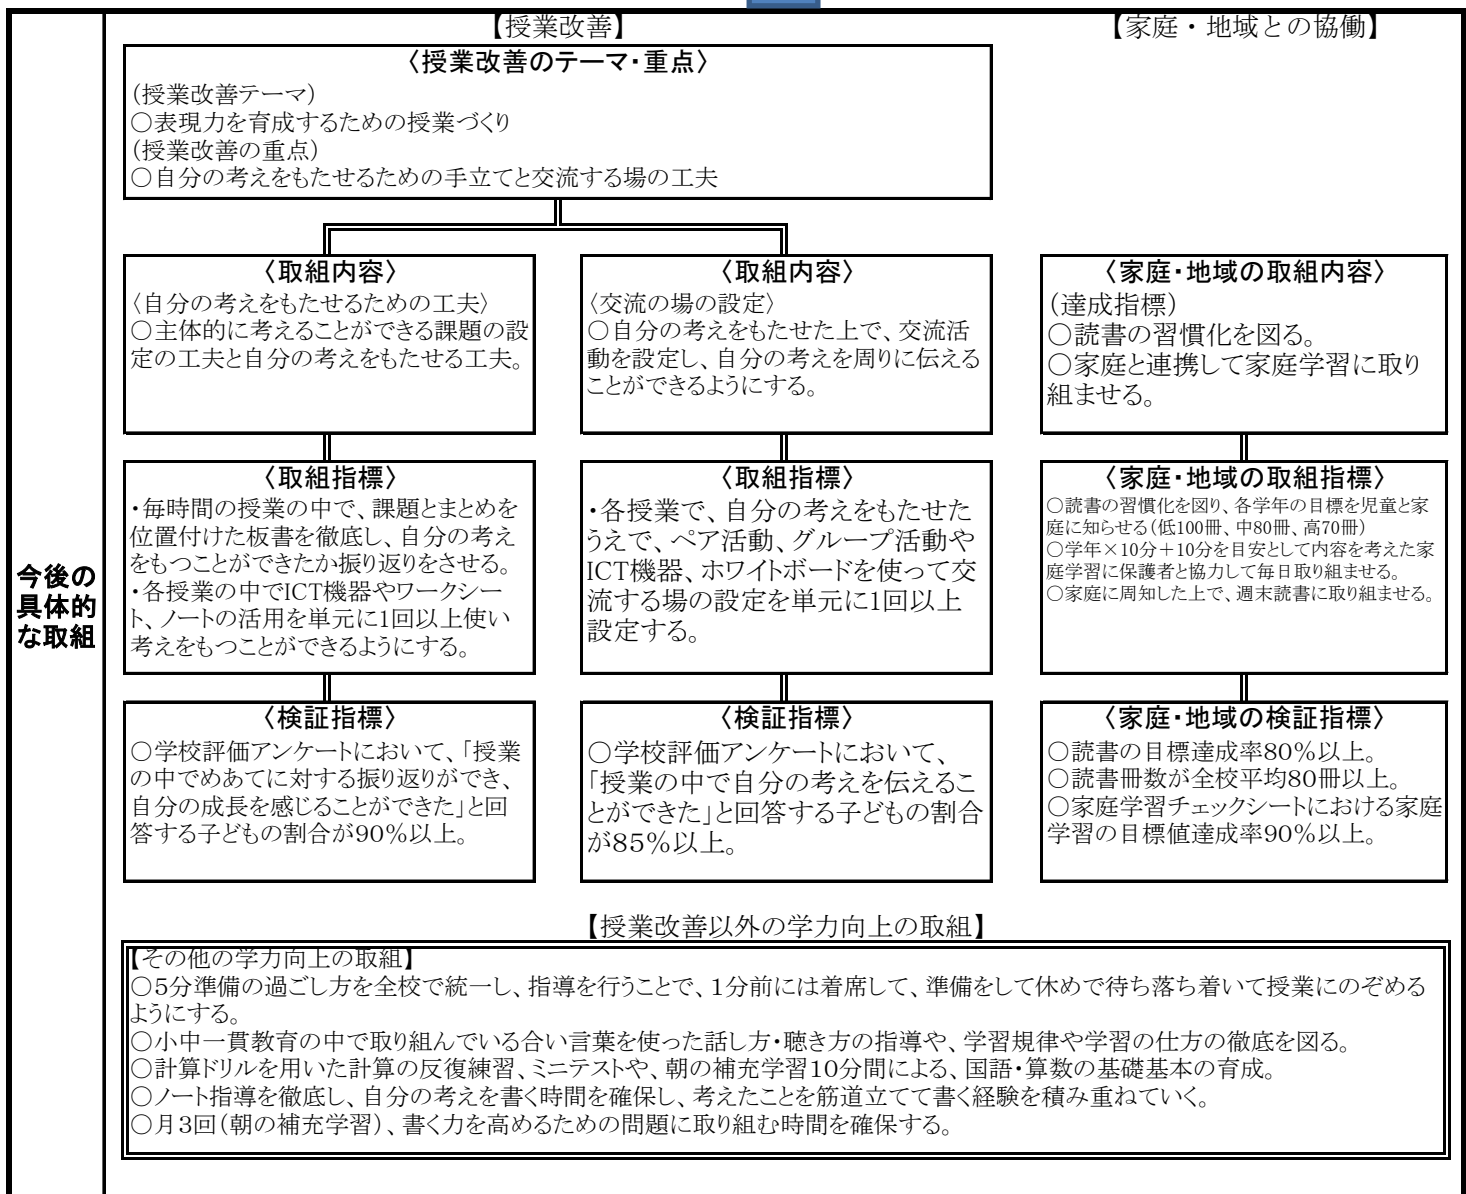 【授業改善】
【家庭・地域との協働】
〈授業改善のテーマ・重点〉
(授業改善テーマ)
○表現力を育成するための授業づくり
(授業改善の重点)
○自分の考えをもたせるための手立てと交流する場の工夫
〈取組内容〉
〈自分の考えをもたせるための工夫〉
○主体的に考えることができる課題の設
定の工夫と自分の考えをもたせる工夫。
〈取組内容〉
〈交流の場の設定〉
○自分の考えをもたせた上で、交流活
動を設定し、自分の考えを周りに伝える
ことができるようにする。
〈家庭・地域の取組内容〉
(達成指標)
○読書の習慣化を図る。
○家庭と連携して家庭学習に取り
組ませる。
今後の
具体的
な取組
〈取組指標〉
・毎時間の授業の中で、課題とまとめを
位置付けた板書を徹底し、自分の考え
をもつことができたか振り返りをさせる。
・各授業の中でICT機器やワークシー
ト、ノートの活用を単元に1回以上使い
考えをもつことができるようにする。
〈取組指標〉
・各授業で、自分の考えをもたせた
うえで、ペア活動、グループ活動や
ICT機器、ホワイトボードを使って交
流する場の設定を単元に1回以上
設定する。
〈家庭・地域の取組指標〉
○読書の習慣化を図り、各学年の目標を児童と家
庭に知らせる(低100冊、中80冊、高70冊)
○学年×10分+10分を目安として内容を考えた家
庭学習に保護者と協力して毎日取り組ませる。
○家庭に周知した上で、週末読書に取り組ませる。
〈検証指標〉
○学校評価アンケートにおいて、「授業
の中でめあてに対する振り返りができ、
自分の成長を感じることができた」と回
答する子どもの割合が90%以上。
〈検証指標〉
○学校評価アンケートにおいて、
「授業の中で自分の考えを伝えるこ
とができた」と回答する子どもの割合
が85%以上。
〈家庭・地域の検証指標〉
○読書の目標達成率80%以上。
○読書冊数が全校平均80冊以上。
○家庭学習チェックシートにおける家庭
学習の目標値達成率90%以上。
【授業改善以外の学力向上の取組】
【その他の学力向上の取組】
○5分準備の過ごし方を全校で統一し、指導を行うことで、1分前には着席して、準備をして休めで待ち落ち着いて授業にのぞめる
ようにする。
○小中一貫教育の中で取り組んでいる合い言葉を使った話し方・聴き方の指導や、学習規律や学習の仕方の徹底を図る。
○計算ドリルを用いた計算の反復練習、ミニテストや、朝の補充学習10分間による、国語・算数の基礎基本の育成。
○ノート指導を徹底し、自分の考えを書く時間を確保し、考えたことを筋道立てて書く経験を積み重ねていく。
○月3回(朝の補充学習)、書く力を高めるための問題に取り組む時間を確保する。